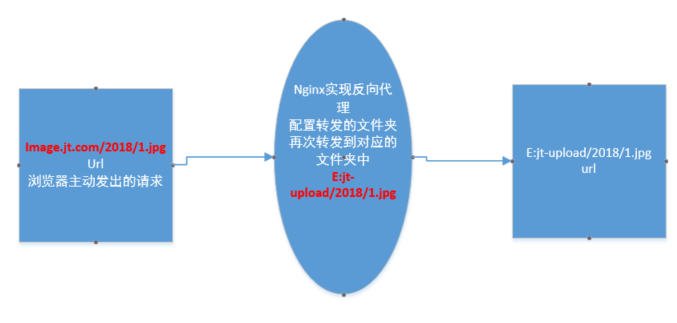 Image.jt.com/2018/1.jpg
Url
浏览器主动发出的请求
Nginx实现反向代
理
配置转发的文件夹
再次转发到对应的
文件夹中
E:jt-
upload/2018/1.jpg
E:jt-upload/2018/1.jpg
url